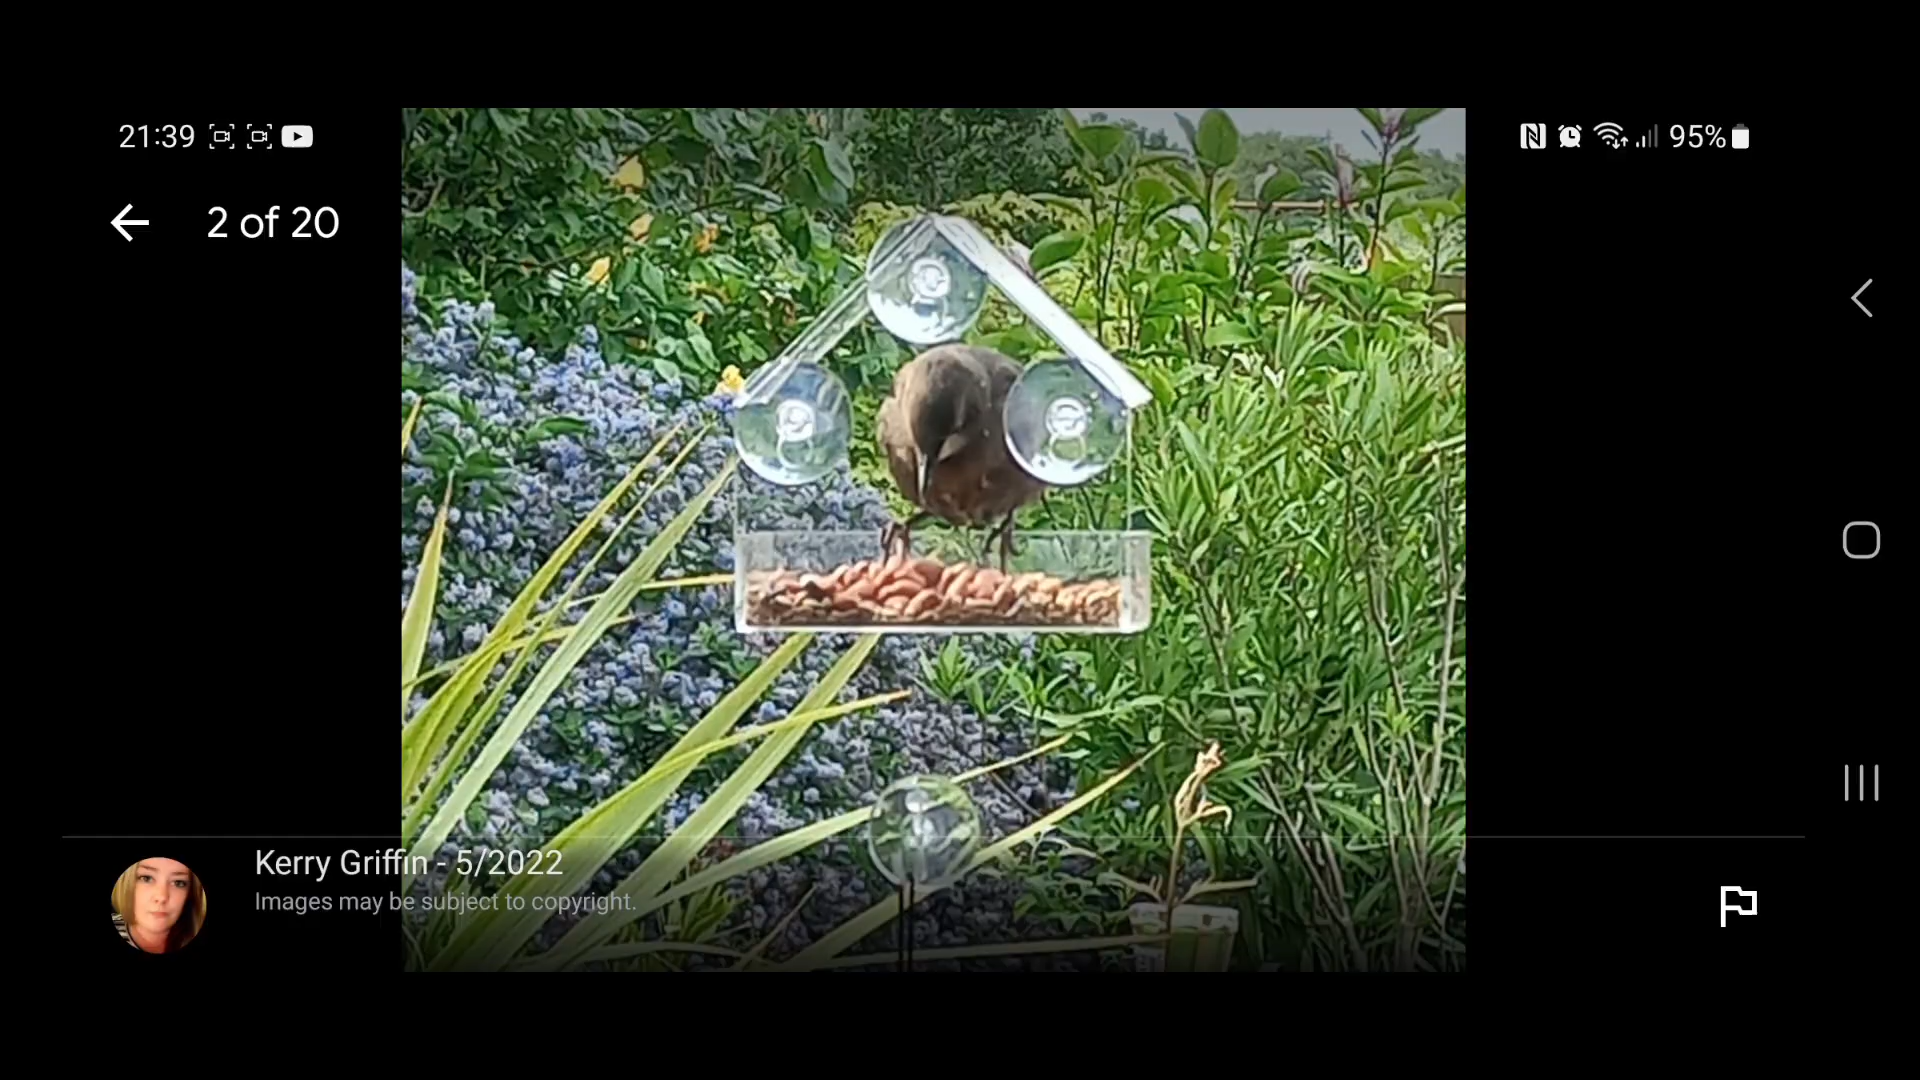 21:39
95%
2 of 20
Kerry Griffin - 5/2022
Images may be subject to copyright.